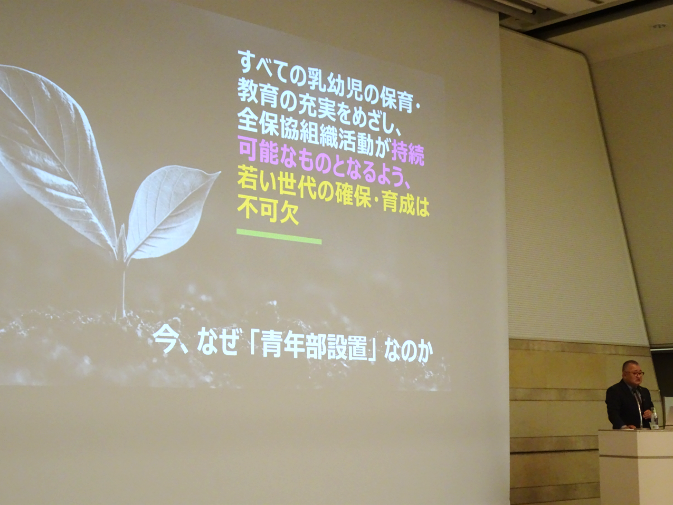 すべての乳幼児の保育・
教育の充実をめざし、
全保協組織活動が持続
可能なものとなるよう、
若い世代の確保・育成は
不可欠
今、なぜ「青年部設置」なのか